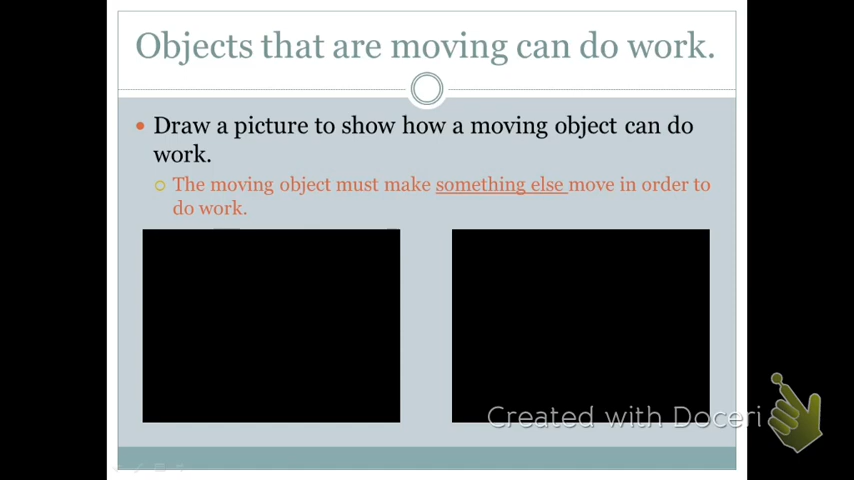 Objects that are moving can do work.
• Draw a picture to show how a moving object can do
work.
The moving object must make something else move in order to
do work.
Created with Doceri